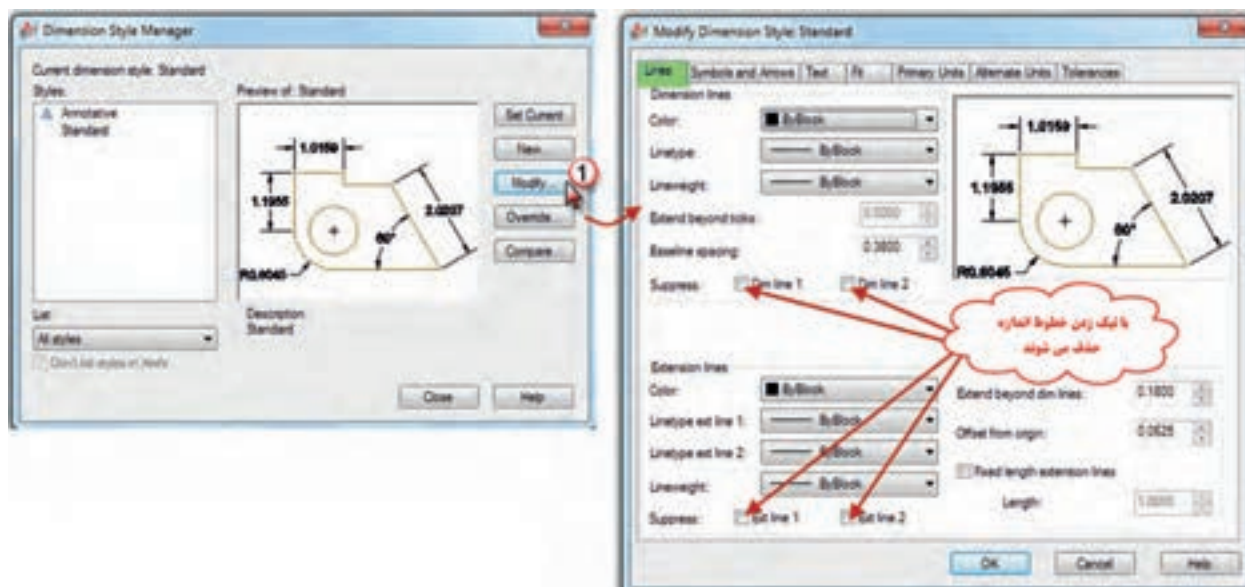 Dimension Style Manager
Current dimension style: Standard
Styles:
Annotative
Standard
Preview of: Standard
1.0159
1.1955
2.0207
60°
R0.6045
Set Current
New...
Modify...
1
Override...
Compare...
List:
All styles
Don't list styles in Xrefs
Description
Standard
Close
Help
Modify Dimension Style: Standard
Lines
Symbols and Arrows
Text
Fit
Primary Units
Alternate Units
Tolerances
Dimension lines
Color:
ByBlock
Linetype:
ByBlock
Lineweight:
ByBlock
Extend beyond ticks:
0.0000
Baseline spacing:
0.3800
Suppress:
Dim line 1
Dim line 2
1.0159
1.1955
2.0207
60°
R0.6045
با تیک زدن خطوط اندازه
حذف می شوند
Extension lines
Color:
ByBlock
Linetype ext line 1:
ByBlock
Linetype ext line 2:
ByBlock
Lineweight:
ByBlock
Suppress:
Ext line 1
Ext line 2
Extend beyond dim lines:
0.1800
Offset from origin:
0.0625
Fixed length extension lines
Length:
1.0000
OK
Cancel
Help